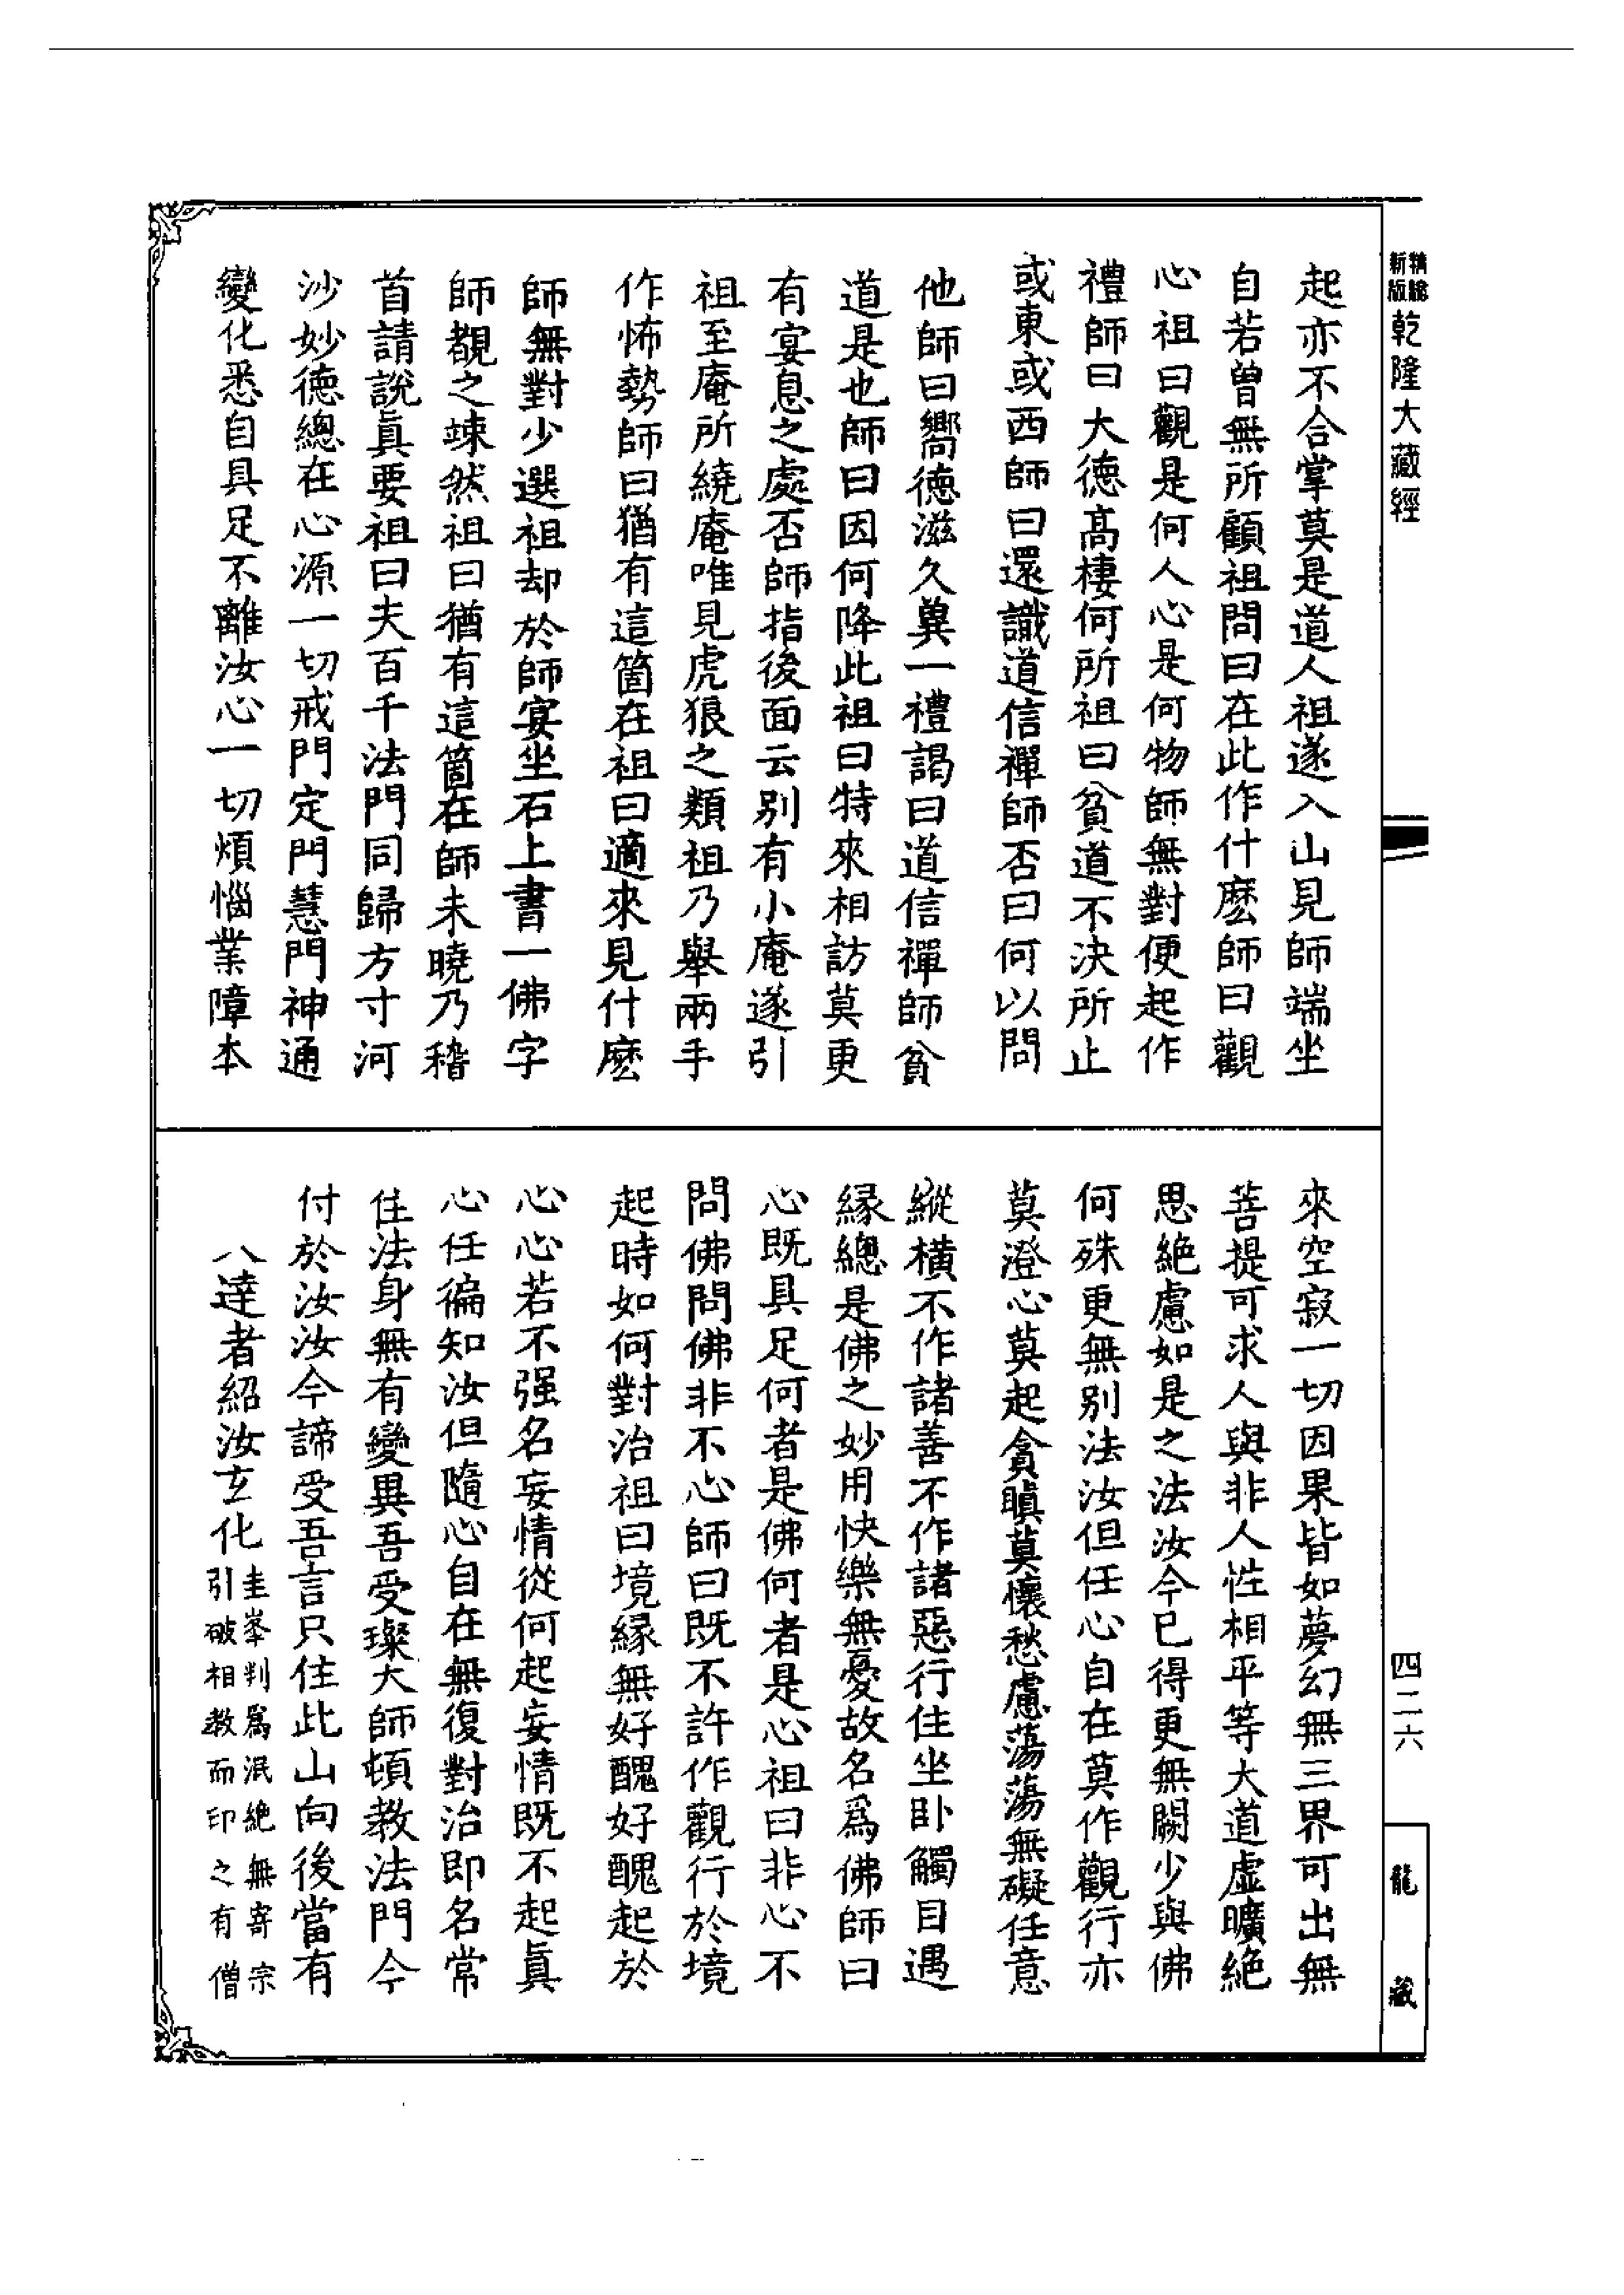 精縮新版乾隆大藏經
四二六
龍藏
起亦不合掌莫是道人祖遂入山見師端坐
自若曾無所顧祖問曰在此作什麽師曰觀
心祖曰觀是何人心是何物師無對便起作
禮師曰大德高棲何所祖曰貧道不決所止
或東或西師曰還識道信禪師否曰何以問
他師曰嚮德滋久冀一禮謁曰道信禪師貧
道是也師曰因何降此祖曰特來相訪莫更
有宴息之處否師指後面云别有小庵遂引
祖至庵所繞庵唯見虎狼之類祖乃舉兩手
作怖勢師曰猶有這箇在祖曰適來見什麽
師無對少選祖却於師宴坐石上書一佛字
師覩之竦然祖曰猶有這箇在師未曉乃稽
首請說眞要祖曰夫百千法門同歸方寸河
沙妙德總在心源一切戒門定門慧門神通
變化悉自具足不離汝心一切煩惱業障本
來空寂一切因果皆如夢幻無三界可出無
菩提可求人與非人性相平等大道虛曠絶
思絶慮如是之法汝今已得更無闕少與佛
何殊更無别法汝但任心自在莫作觀行亦
莫澄心莫起貪瞋莫懷愁慮蕩蕩無礙任意
縱橫不作諸善不作諸惡行住坐卧觸目遇
縁總是佛之妙用快樂無憂故名爲佛師曰
心既具足何者是佛何者是心祖曰非心不
問佛問佛非不心師曰既不許作觀行於境
起時如何對治祖曰境縁無好醜好醜起於
心心若不强名妄情從何起妄情既不起眞
心任徧知汝但隨心自在無復對治即名常
住法身無有變異吾受璨大師頓教法門今
付於汝汝今諦受吾言只住此山向後當有
八達者紹汝玄化圭峯判爲泯絶無寄宗
引破相教而印之有僧